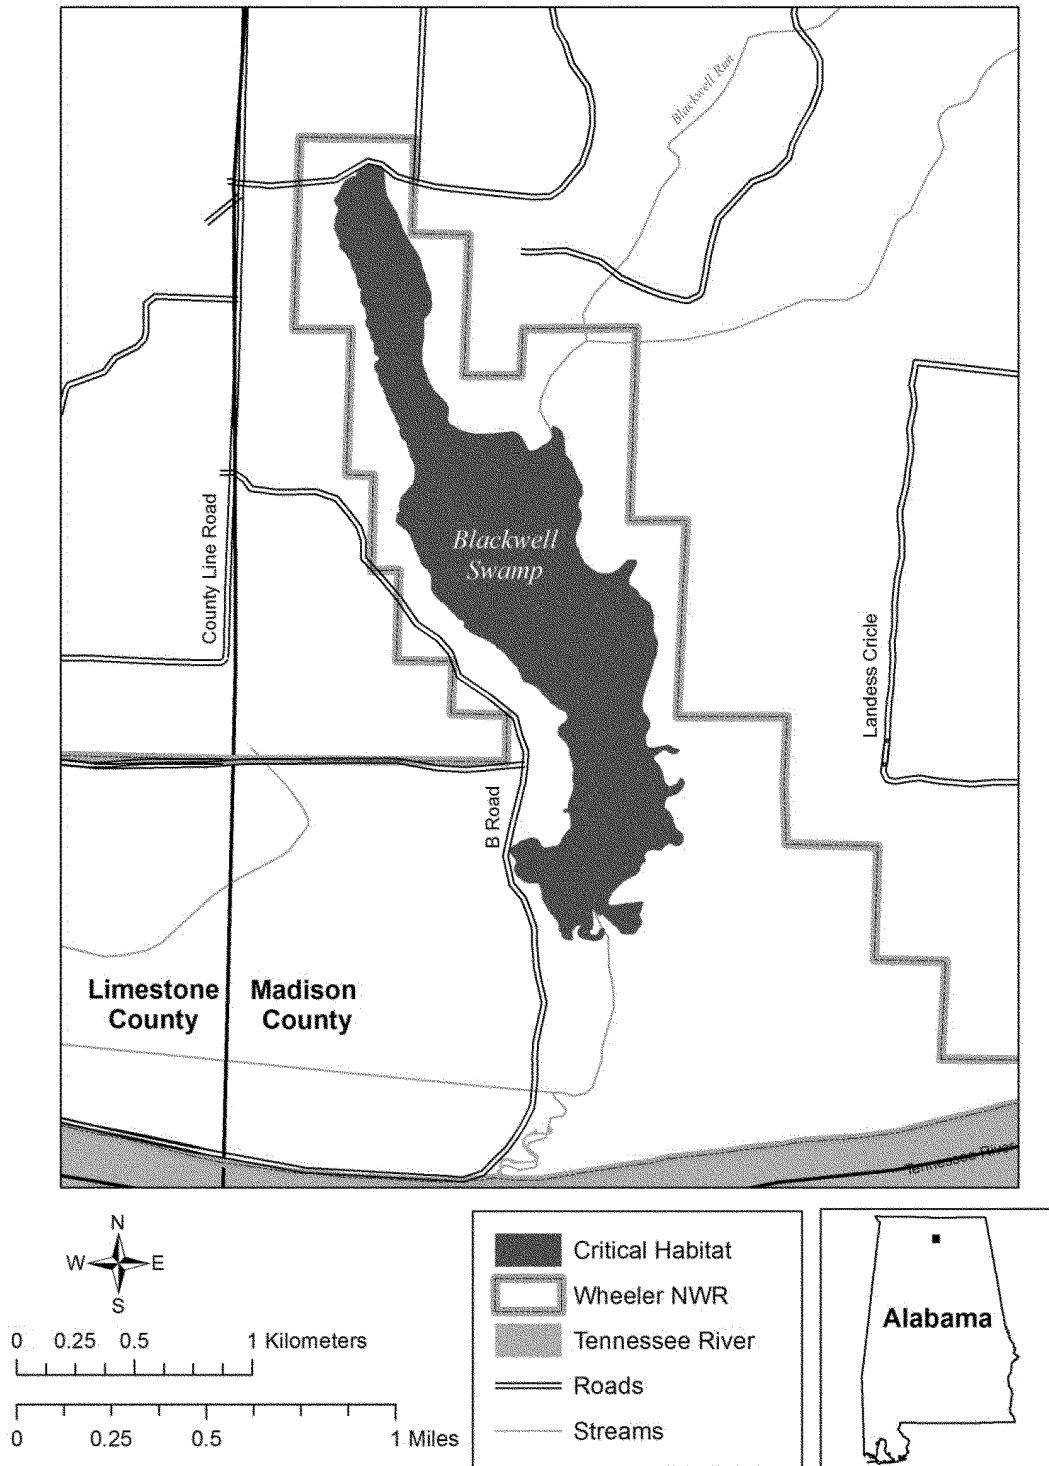 Blackwell Run
County Line Road
Blackwell
Swamp
Landess Cricle
B Road
Limestone
County
Madison
County
Tennessee River
N
W E
S
0 0.25 0.5 1 Kilometers
0 0.25 0.5 1 Miles
Critical Habitat
Wheeler NWR
Tennessee River
Roads
Streams
Alabama